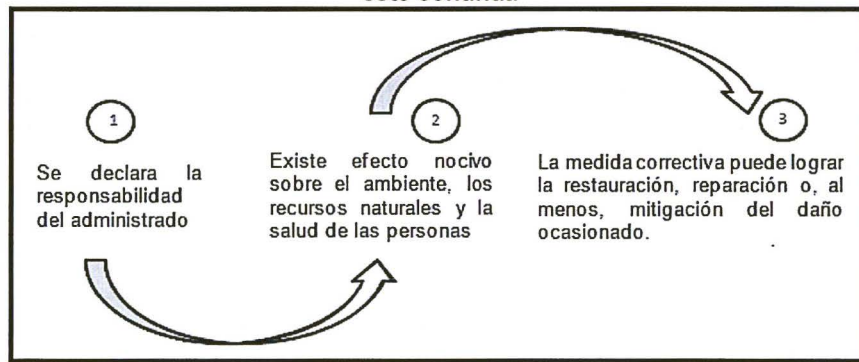 1
Se declara la
responsabilidad
del administrado
2
Existe efecto nocivo
sobre el ambiente, los
recursos naturales y la
salud de las personas
3
La medida correctiva puede lograr
la restauración, reparación o, al
menos, mitigación del daño
ocasionado.